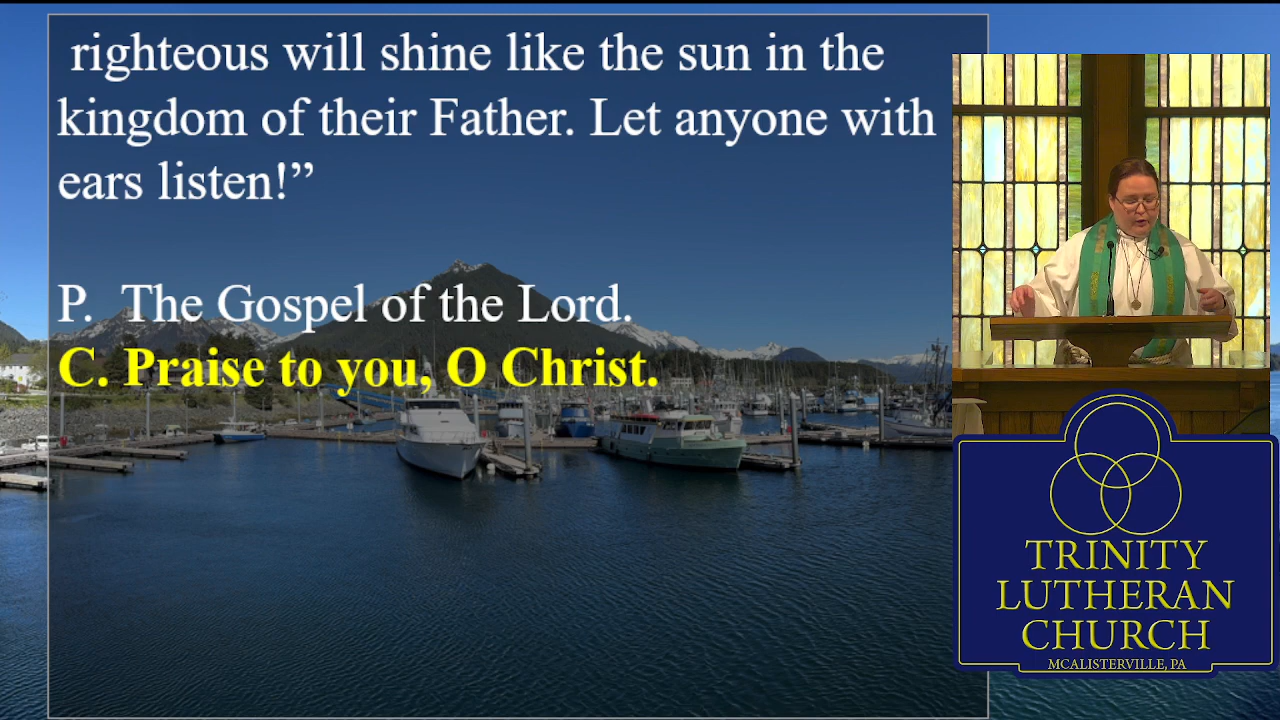 righteous will shine like the sun in the
kingdom of their Father. Let anyone with
ears listen!”
P. The Gospel of the Lord.
C. Praise to you, O Christ.
TRINITY
LUTHERAN
CHURCH
MCALISTERVILLE, PA